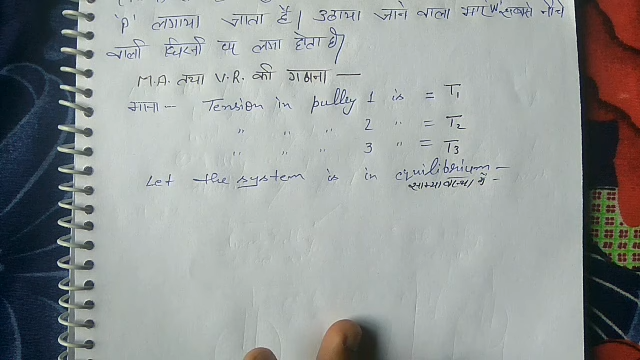 'P' लगाया जाता है। उठाया जाने वाला भार 'W' सबसे नीचे
वाली घिरनी पर लगा होता है।
M.A. तथा V.R. की गणना —
माना — Tension in pulley 1 is = T₁
" " " 2 " = T₂
" " " 3 " = T₃
Let the system is in equilibrium —
साम्यावस्था में —